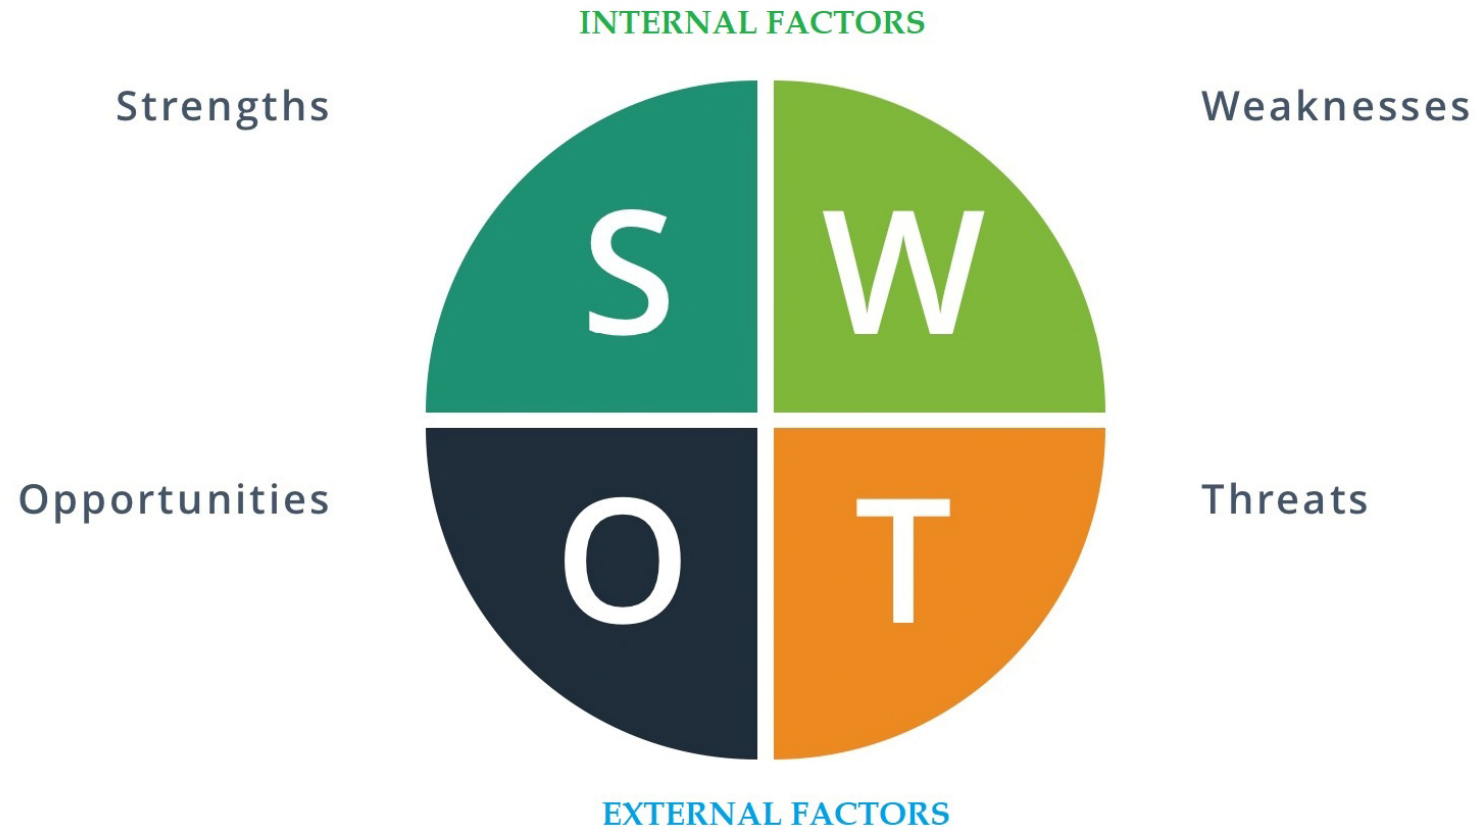 INTERNAL FACTORS
Strengths
Weaknesses
S W
Opportunities
Threats
O T
EXTERNAL FACTORS